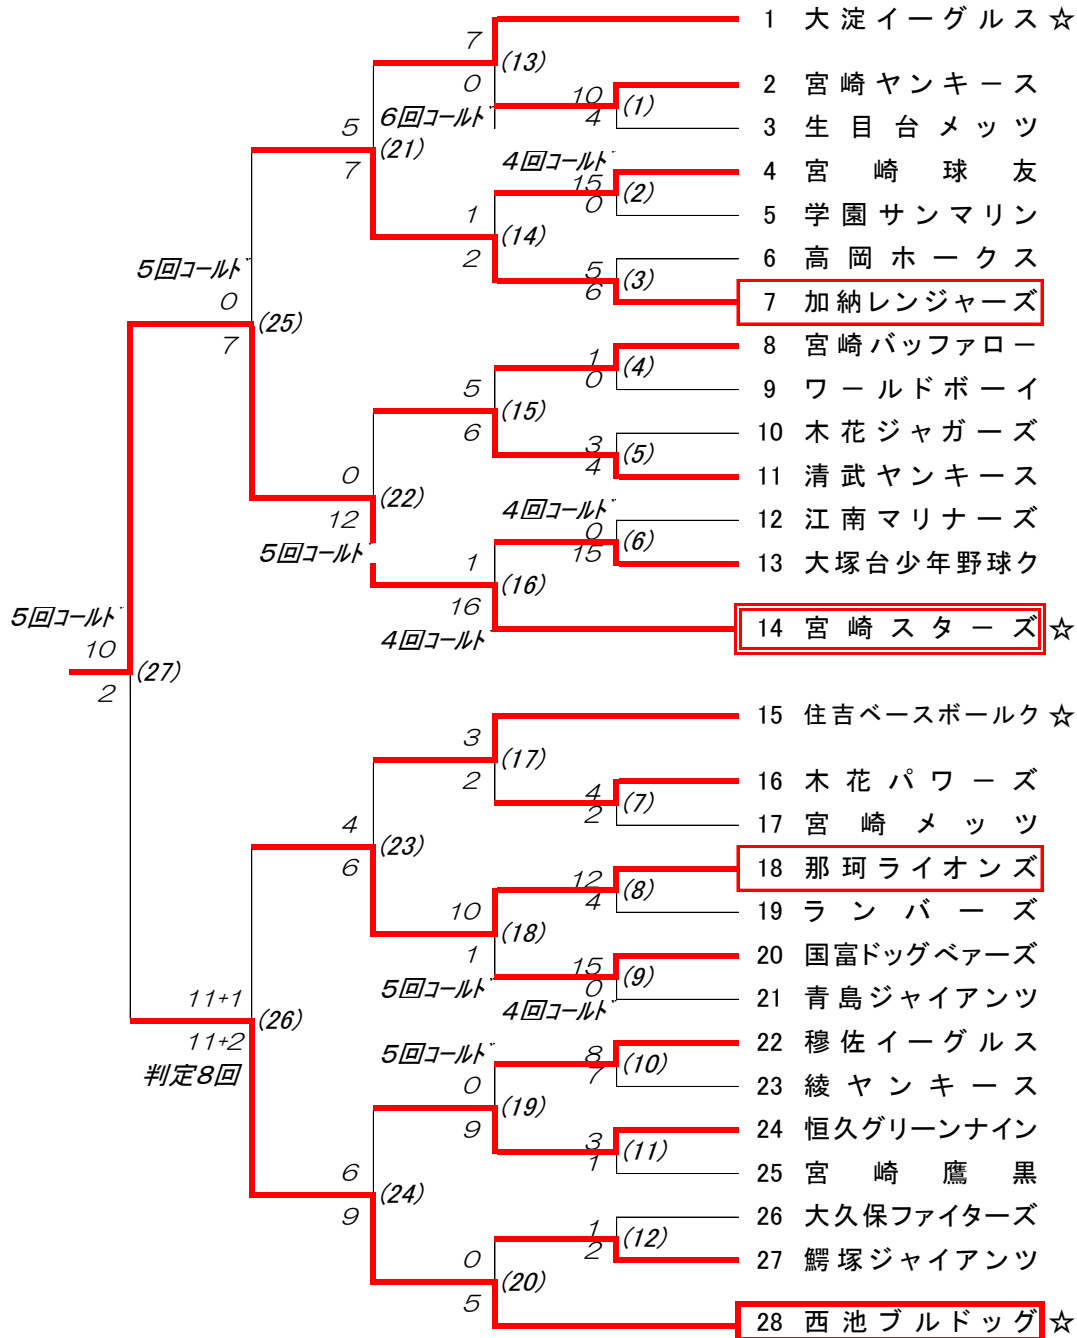 1 大淀イーグルス ☆
7
(13)
0
2 宮崎ヤンキース
10
(1)
6回コールド
4
3 生目台メッツ
5
(21)
7
4回コールド
4 宮崎球友
15
(2)
0
5 学園サンマリン
1
(14)
2
6 高岡ホークス
5
(3)
6
7 加納レンジャーズ
5回コールド
0
(25)
7
8 宮崎バッファロー
1
(4)
0
9 ワールドボーイ
5
(15)
6
10 木花ジャガーズ
3
(5)
4
11 清武ヤンキース
0
(22)
12
5回コールド
4回コールド
12 江南マリナーズ
0
(6)
15
13 大塚台少年野球ク
1
(16)
16
4回コールド
14 宮崎スターズ ☆
5回コールド
10
(27)
2
15 住吉ベースボールク ☆
3
(17)
2
16 木花パワーズ
4
(7)
2
17 宮崎メッツ
4
(23)
6
18 那珂ライオンズ
12
(8)
4
19 ランバーズ
10
(18)
1
5回コールド
20 国富ドッグベァーズ
15
(9)
0
4回コールド
21 青島ジャイアンツ
11+1
(26)
11+2
判定8回
5回コールド
22 穆佐イーグルス
8
(10)
7
23 綾ヤンキース
0
(19)
9
24 恒久グリーンナイン
3
(11)
1
25 宮崎鷹黒
6
(24)
9
26 大久保ファイターズ
1
(12)
2
27 鰐塚ジャイアンツ
0
(20)
5
28 西池ブルドッグ ☆